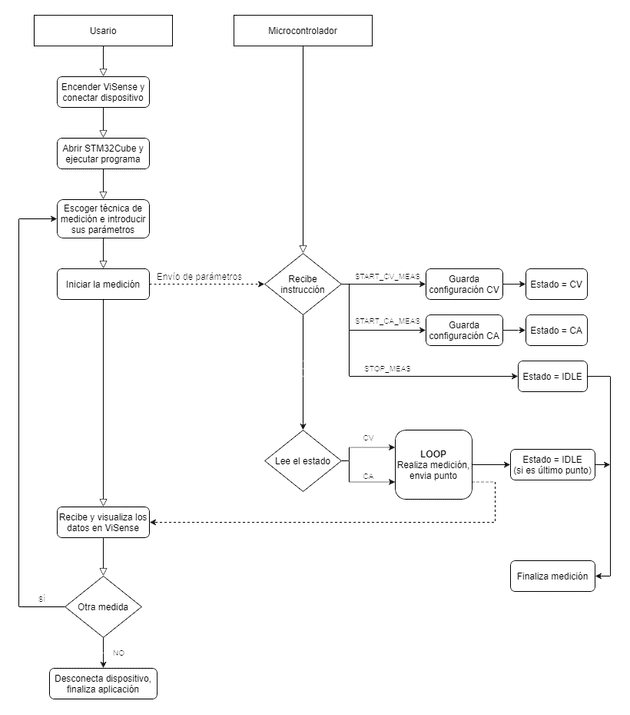 Usario
Microcontrolador
Encender ViSense y
conectar dispositivo
Abrir STM32Cube y
ejecutar programa
Escoger técnica de
medición e introducir
sus parámetros
Iniciar la medición
Envío de parámetros
Recibe
instrucción
START_CV_MEAS
Guarda
configuración CV
Estado = CV
START_CA_MEAS
Guarda
configuración CA
Estado = CA
STOP_MEAS
Estado = IDLE
Lee el estado
CV
CA
LOOP
Realiza medición,
envia punto
Estado = IDLE
(si es último punto)
Recibe y visualiza los
datos en ViSense
Finaliza medición
Otra medida
sí
NO
Desconecta dispositivo,
finaliza aplicación